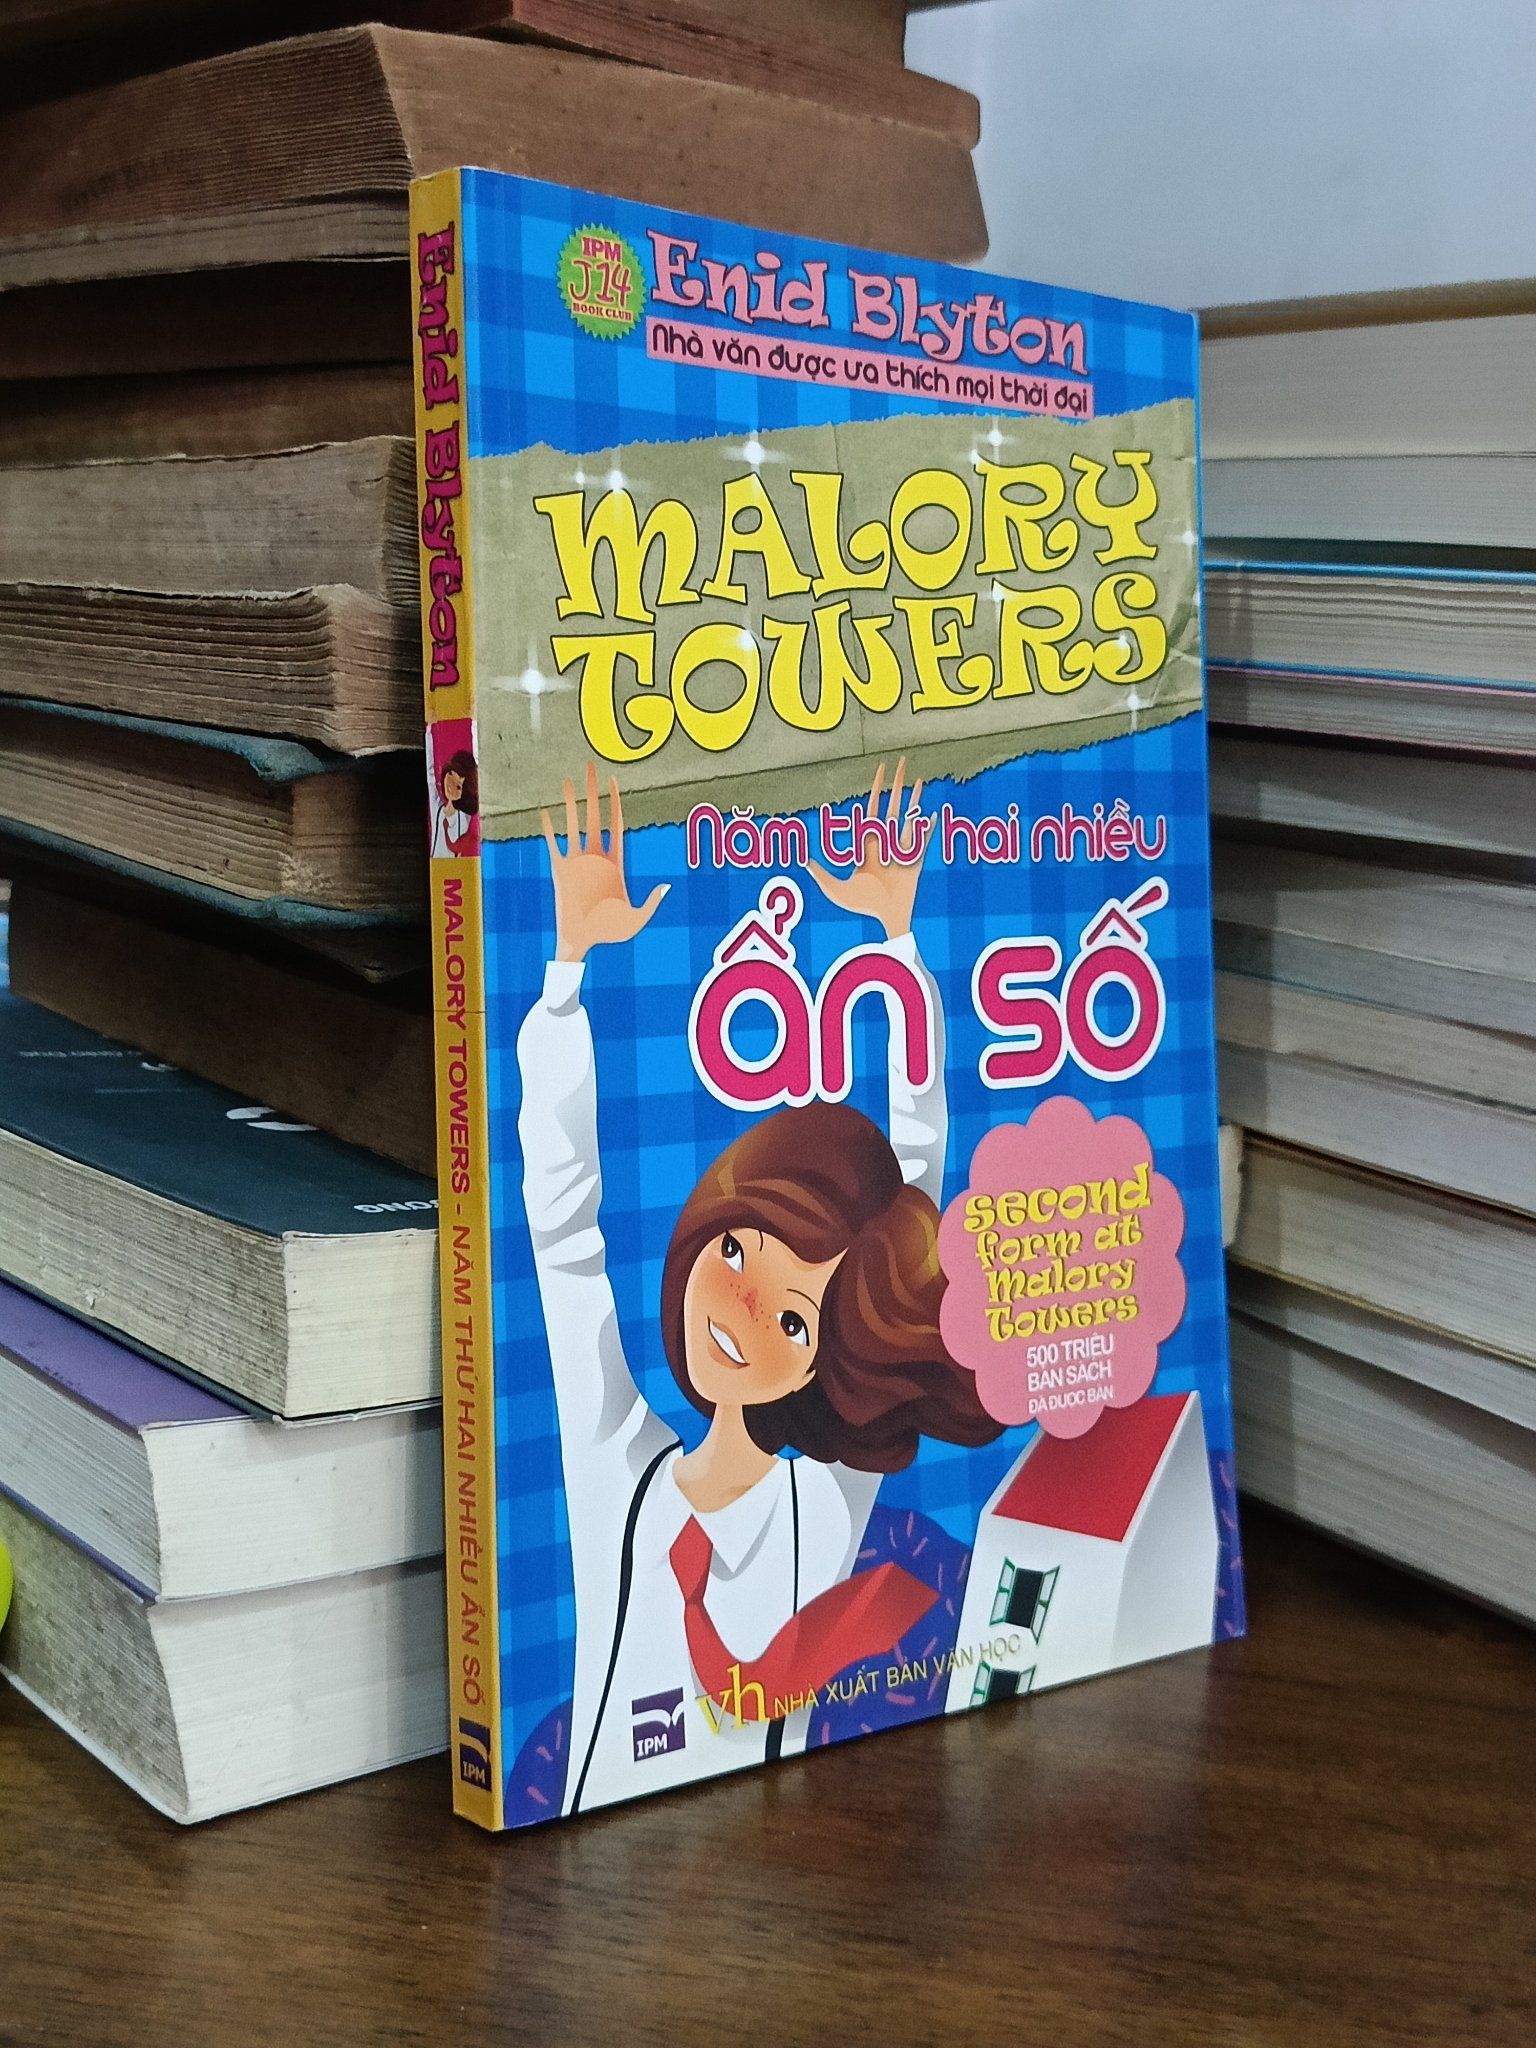 Enid Blyton
MALORY TOWERS - NĂM THỨ HAI NHIỀU ẨN SỐ
IPM
IPM
J14
BOOK CLUB
Enid Blyton
Nhà văn được ưa thích mọi thời đại
MALORY
TOWERS
Năm thứ hai nhiều
ẩn số
second
form at
malory
Towers
500 TRIỆU
BẢN SÁCH
ĐÃ ĐƯỢC BÁN
IPM
vh NHÀ XUẤT BẢN VĂN HỌC